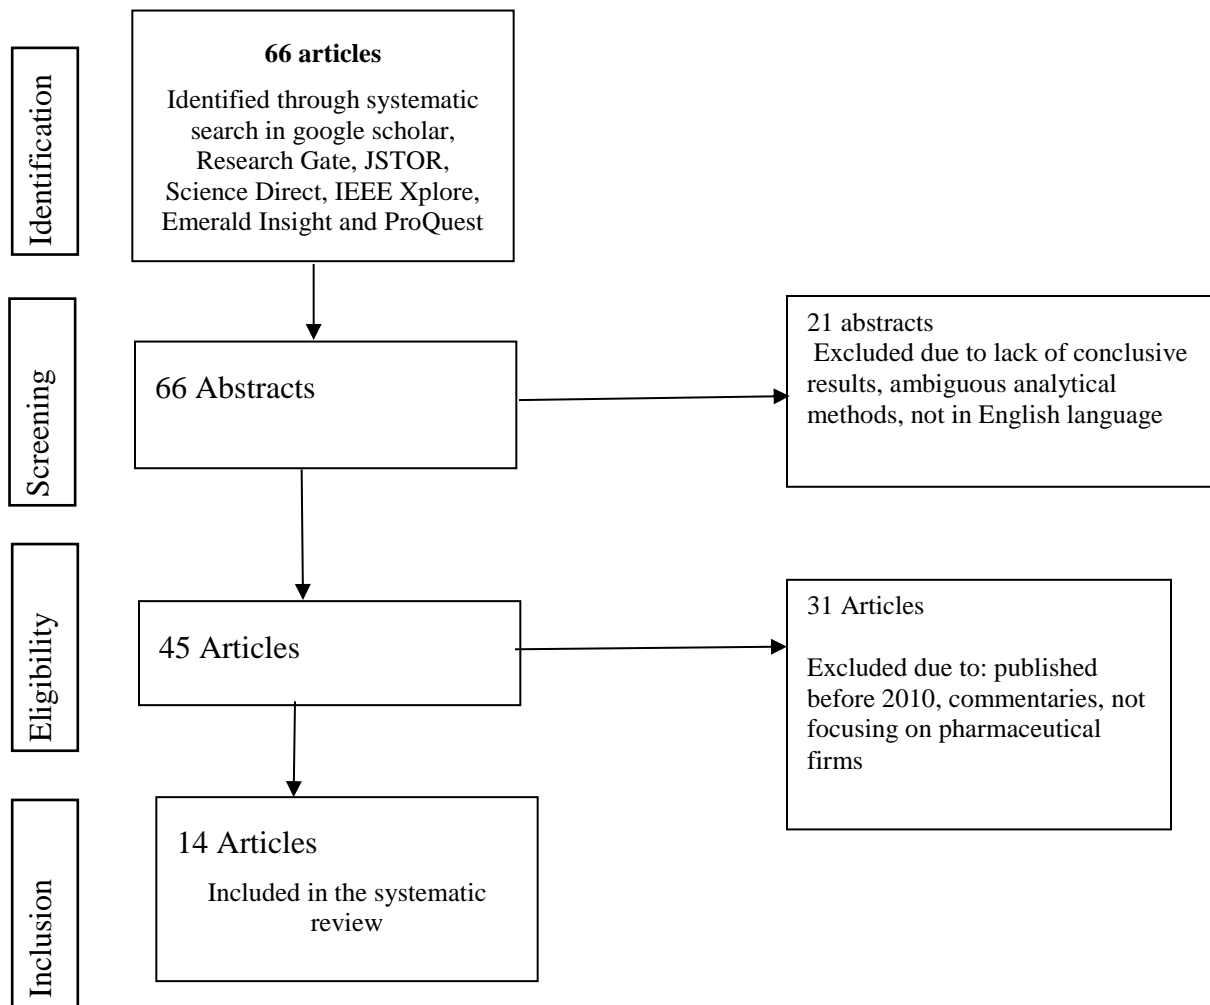 Identification
66 articles
Identified through systematic
search in google scholar,
Research Gate, JSTOR,
Science Direct, IEEE Xplore,
Emerald Insight and ProQuest
Screening
66 Abstracts
21 abstracts
Excluded due to lack of conclusive
results, ambiguous analytical
methods, not in English language
Eligibility
45 Articles
31 Articles
Excluded due to: published
before 2010, commentaries, not
focusing on pharmaceutical
firms
Inclusion
14 Articles
Included in the systematic
review